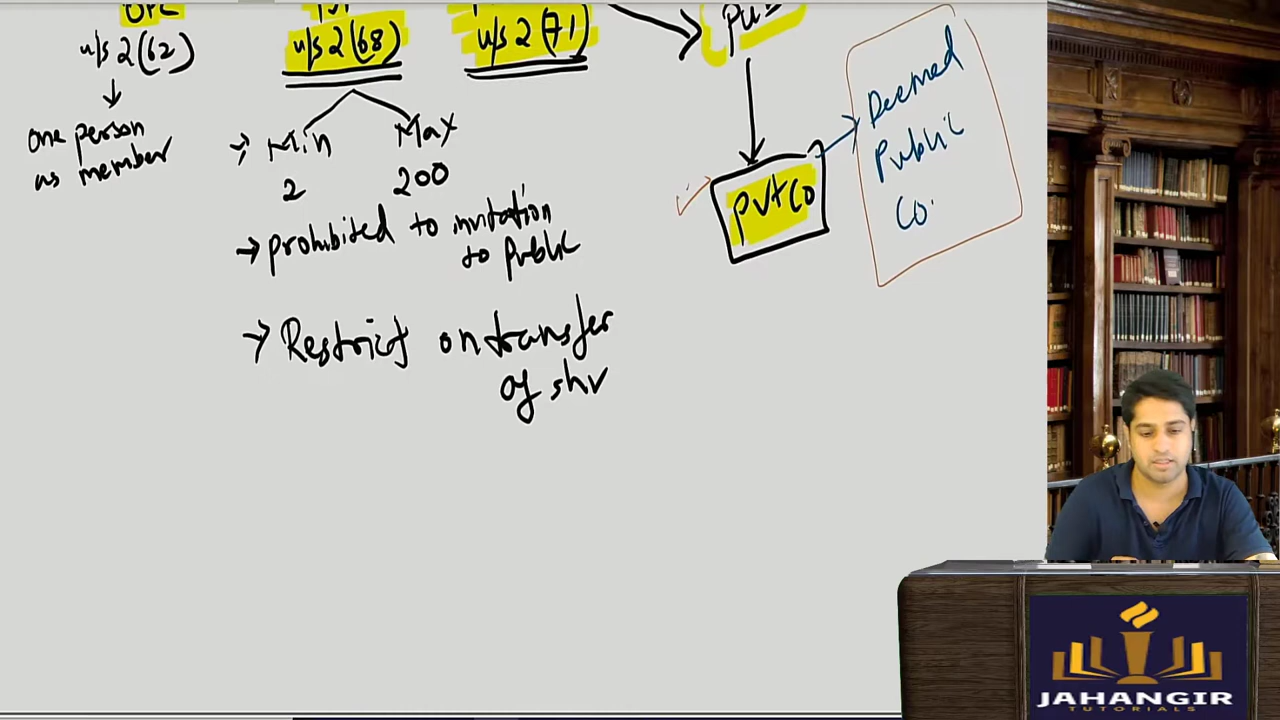 OPC
u/s 2(62)
one person
as member
u/s 2(68)
Min
2
Max
200
prohibited to invitation
to Public
Restrict on transfer
of shr
u/s 2(71)
pvt Co
Deemed
Public
Co.
JAHANGIR
TUTORIALS